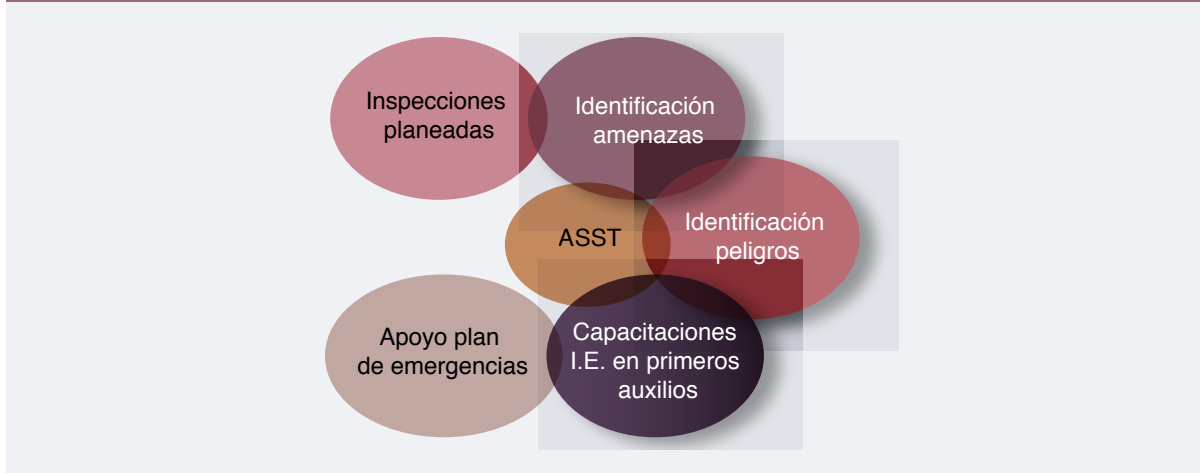 Inspecciones
planeadas
Identificación
amenazas
ASST
Identificación
peligros
Apoyo plan
de emergencias
Capacitaciones
I.E. en primeros
auxilios